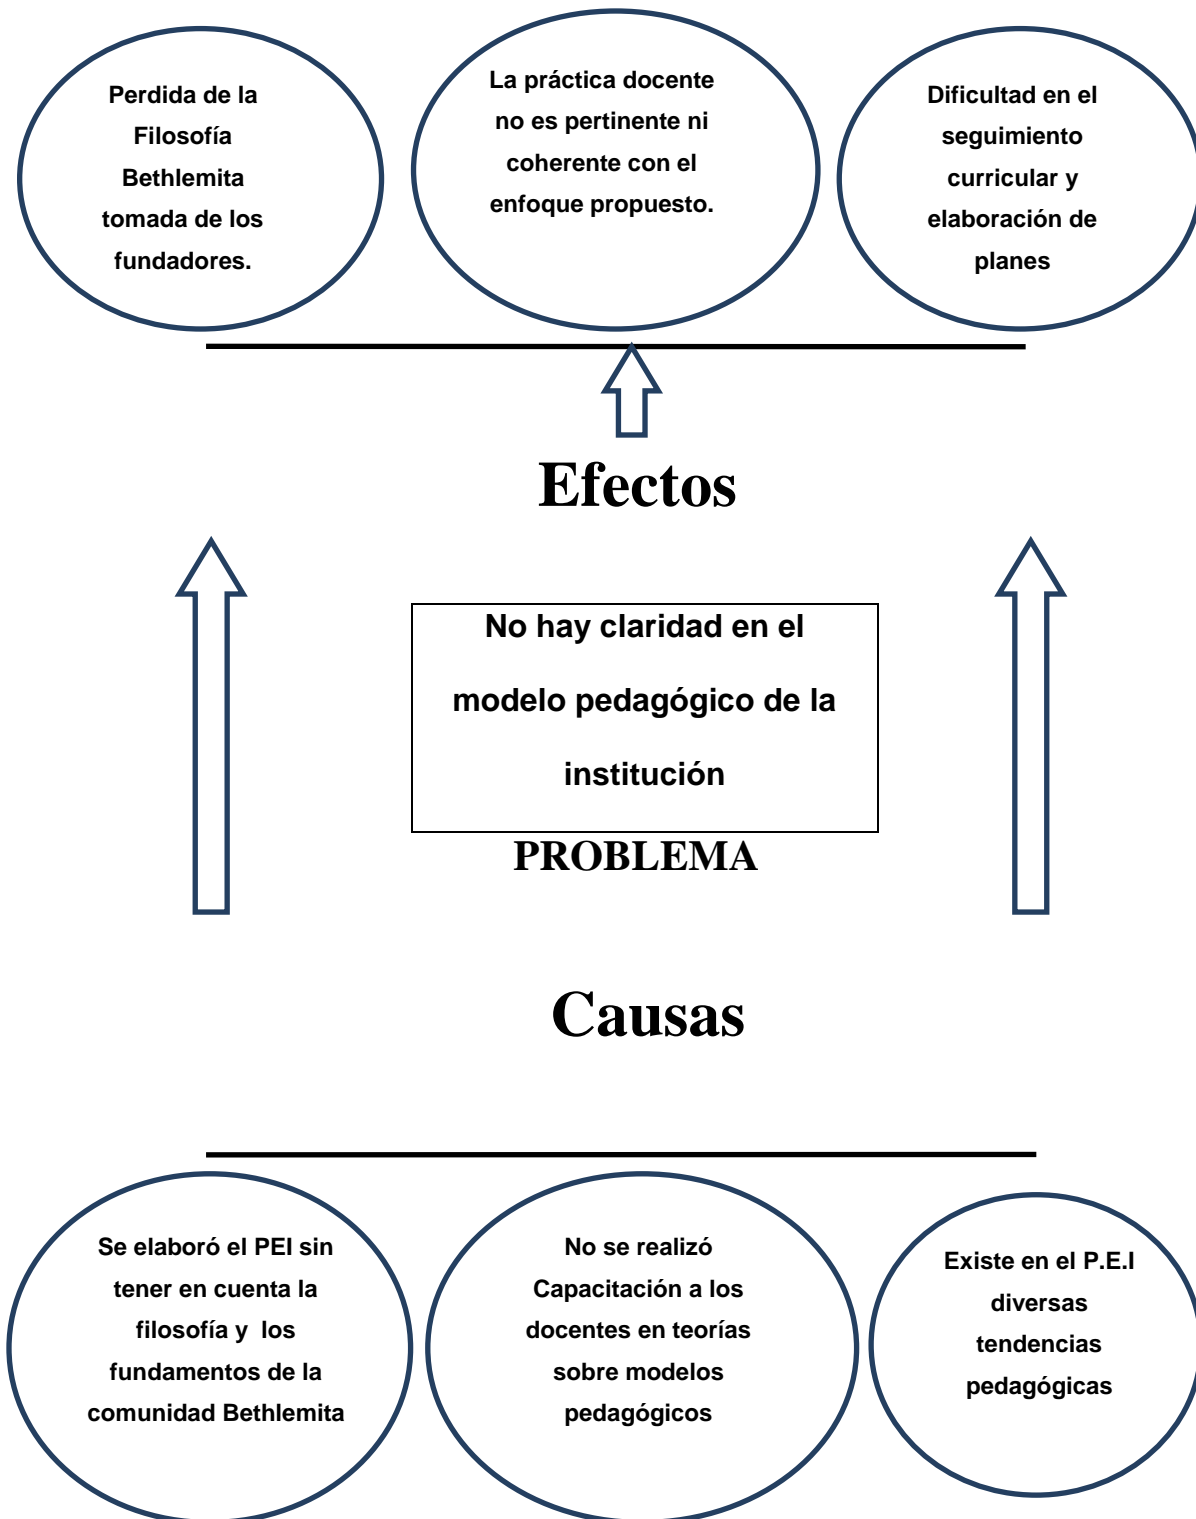 Perdida de la
Filosofía
Bethlemita
tomada de los
fundadores.
La práctica docente
no es pertinente ni
coherente con el
enfoque propuesto.
Dificultad en el
seguimiento
curricular y
elaboración de
planes
Efectos
No hay claridad en el
modelo pedagógico de la
institución
PROBLEMA
Causas
Se elaboró el PEI sin
tener en cuenta la
filosofía y los
fundamentos de la
comunidad Bethlemita
No se realizó
Capacitación a los
docentes en teorías
sobre modelos
pedagógicos
Existe en el P.E.I
diversas
tendencias
pedagógicas